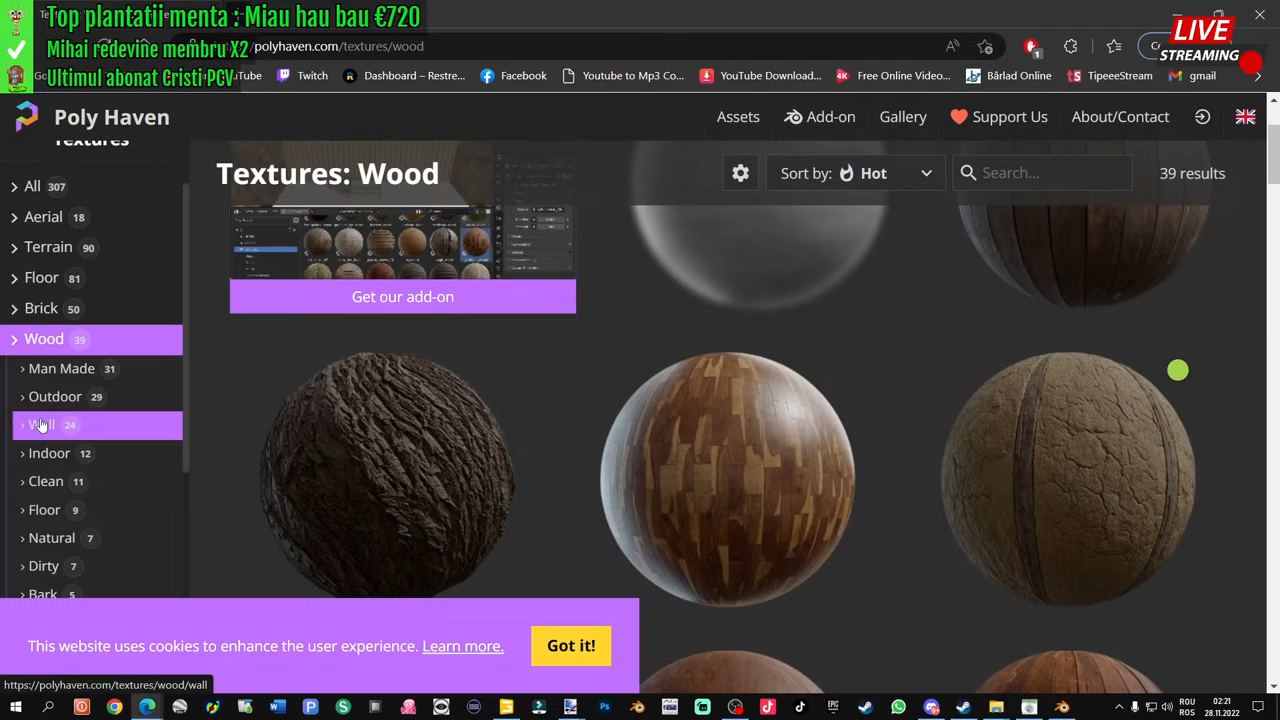 Top plantatii menta : Miau hau bau €720
Mihai redevine membru X2
Ultimul abonat Cristi PCV
LIVE
STREAMING
polyhaven.com/textures/wood
1
YouTube
Twitch
Dashboard – Restre...
Facebook
Youtube to Mp3 Co...
YouTube Download...
Free Online Video...
Bârlad Online
TipeeeStream
gmail
Poly Haven
Assets
Add-on
Gallery
Support Us
About/Contact
Textures
Textures: Wood
Sort by: Hot
Search...
39 results
All 307
Aerial 18
Terrain 90
Floor 81
Brick 50
Wood 39
Man Made 31
Outdoor 29
Wall 24
Indoor 12
Clean 11
Floor 9
Natural 7
Dirty 7
Bark 5
Get our add-on
This website uses cookies to enhance the user experience. Learn more.
Got it!
https://polyhaven.com/textures/wood/wall
ROU
ROS
02:21
28.11.2022